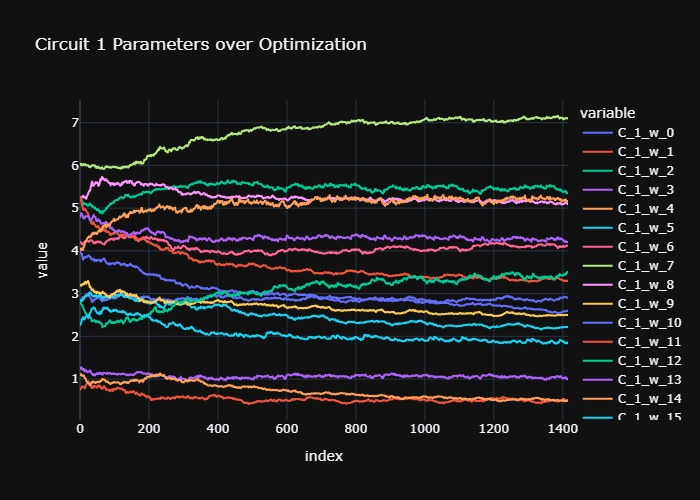 Circuit 1 Parameters over Optimization
variable
C_1_w_0
C_1_w_1
C_1_w_2
C_1_w_3
C_1_w_4
C_1_w_5
C_1_w_6
C_1_w_7
C_1_w_8
C_1_w_9
C_1_w_10
C_1_w_11
C_1_w_12
C_1_w_13
C_1_w_14
C_1_w_15
7
6
5
4
3
2
1
value
0 200 400 600 800 1000 1200 1400
index